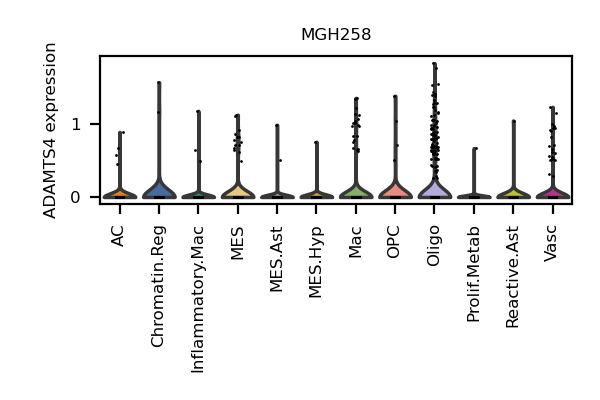 MGH258
ADAMTS4 expression
1
0
AC
Chromatin.Reg
Inflammatory.Mac
MES
MES.Ast
MES.Hyp
Mac
OPC
Oligo
Prolif.Metab
Reactive.Ast
Vasc